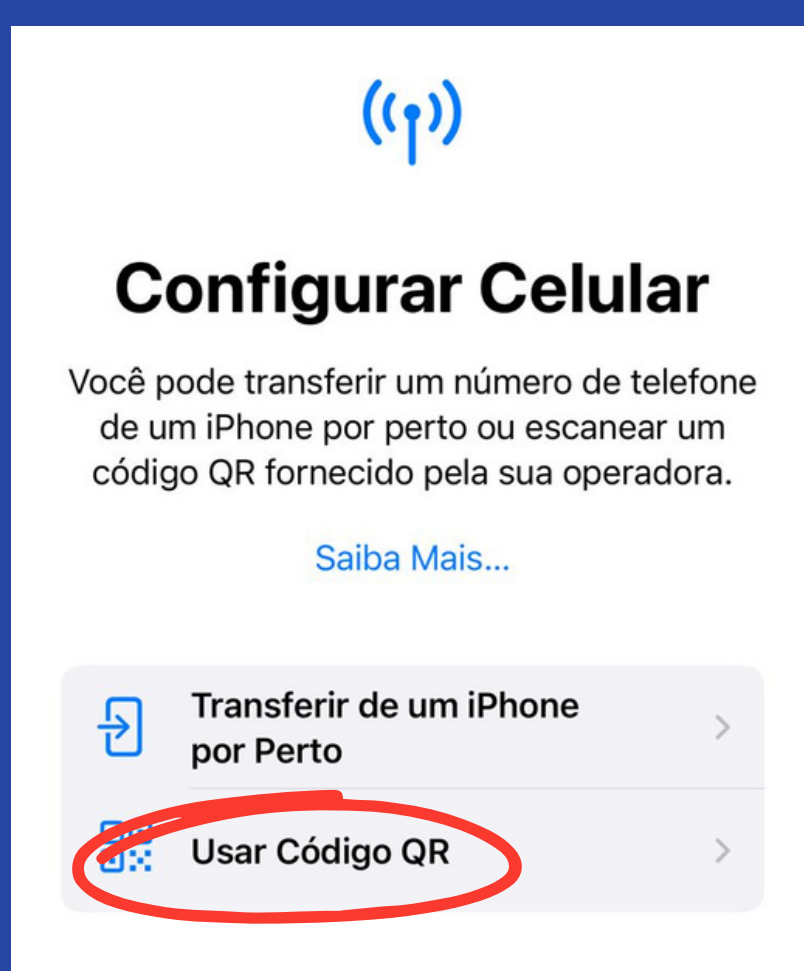 Configurar Celular
Você pode transferir um número de telefone
de um iPhone por perto ou escanear um
código QR fornecido pela sua operadora.
Saiba Mais...
Transferir de um iPhone
por Perto
Usar Código QR